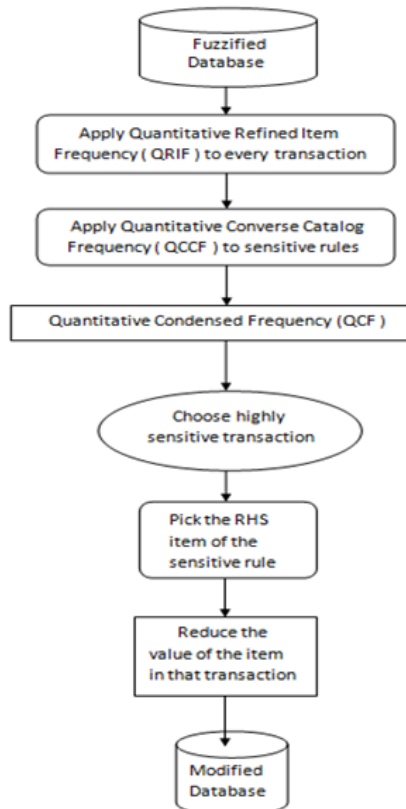 Fuzzified
Database
Apply Quantitative Refined Item
Frequency ( QRIF ) to every transaction
Apply Quantitative Converse Catalog
Frequency ( QCCF ) to sensitive rules
Quantitative Condensed Frequency (QCF )
Choose highly
sensitive transaction
Pick the RHS
item of the
sensitive rule
Reduce the
value of the item
in that transaction
Modified
Database